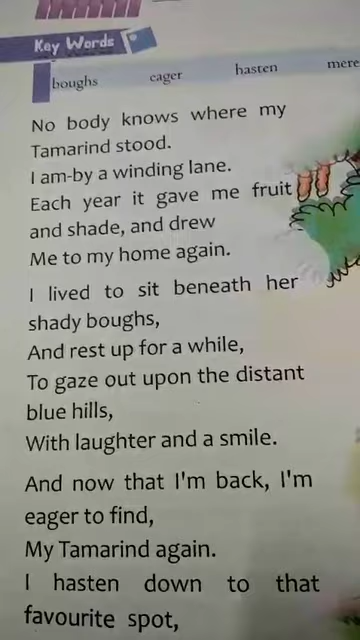 Key Words
boughs eager hasten mere
No body knows where my
Tamarind stood.
I am-by a winding lane.
Each year it gave me fruit
and shade, and drew
Me to my home again.
I lived to sit beneath her
shady boughs,
And rest up for a while,
To gaze out upon the distant
blue hills,
With laughter and a smile.
And now that I'm back, I'm
eager to find,
My Tamarind again.
I hasten down to that
favourite spot,